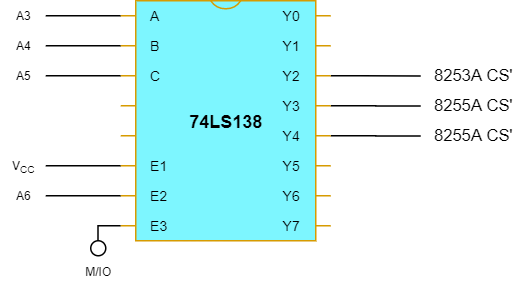 A3 A Y0
A4 B Y1
A5 C Y2 8253A CS'
Y3 8255A CS'
74LS138
Y4 8255A CS'
VCC E1 Y5
A6 E2 Y6
E3 Y7
M/IO